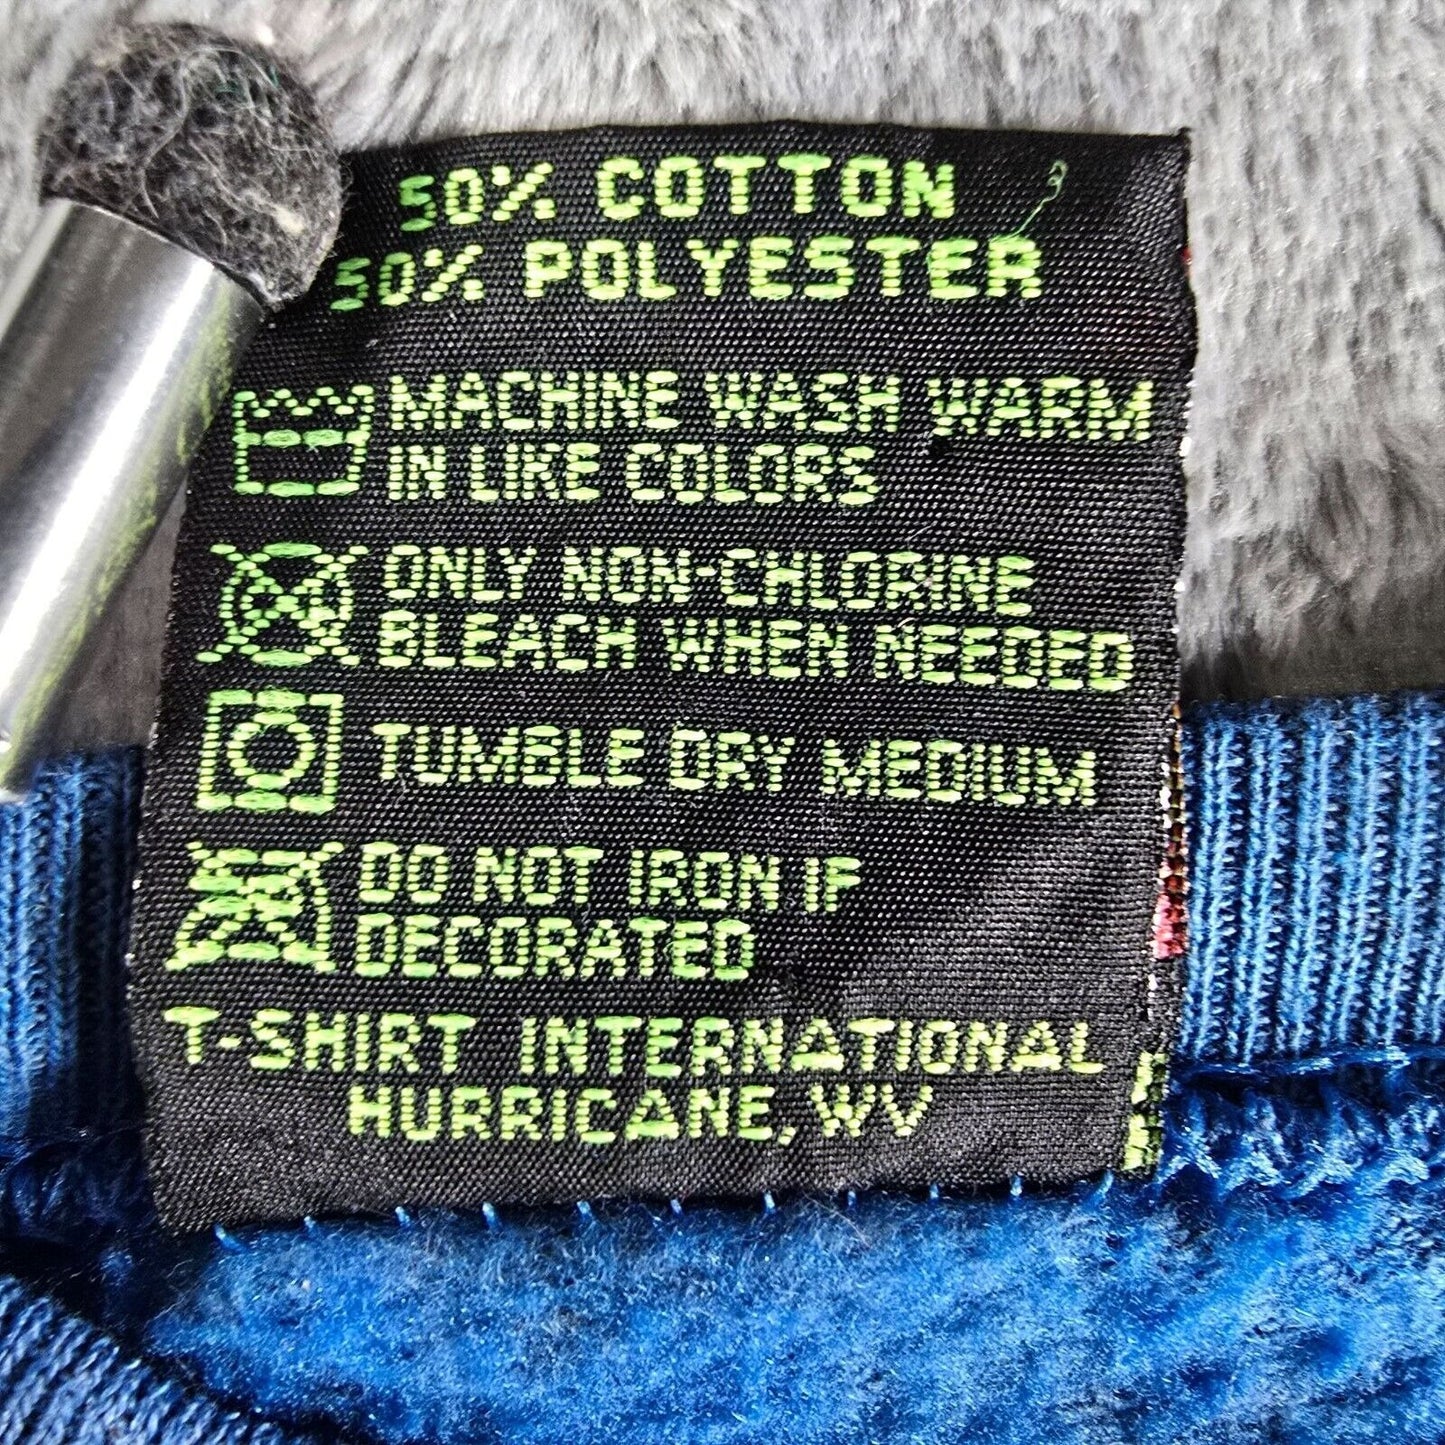 50% COTTON
50% POLYESTER
MACHINE WASH WARM
IN LIKE COLORS
ONLY NON-CHLORINE
BLEACH WHEN NEEDED
TUMBLE DRY MEDIUM
DO NOT IRON IF
DECORATED
T-SHIRT INTERNATIONAL
HURRICANE, WV